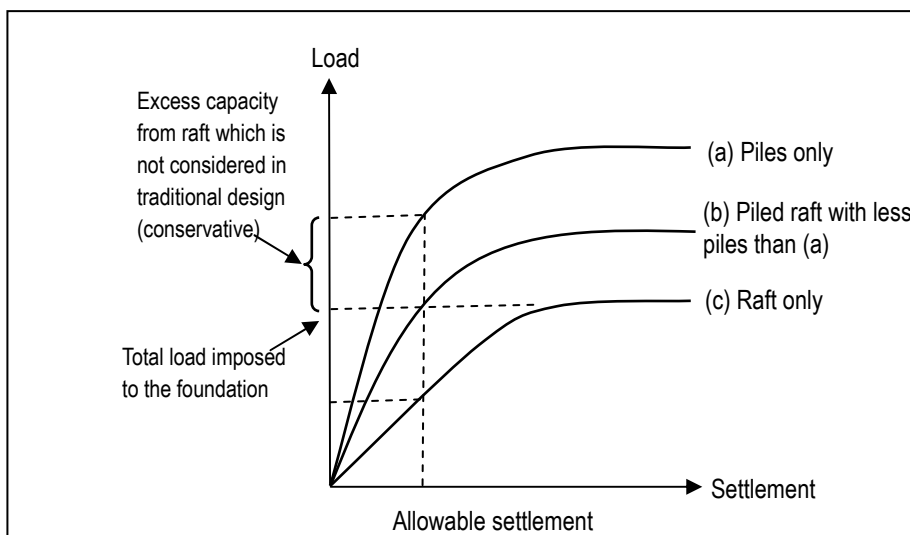 Load
Excess capacity
from raft which is
not considered in
traditional design
(conservative)
(a) Piles only
(b) Piled raft with less
piles than (a)
(c) Raft only
Total load imposed
to the foundation
Settlement
Allowable settlement